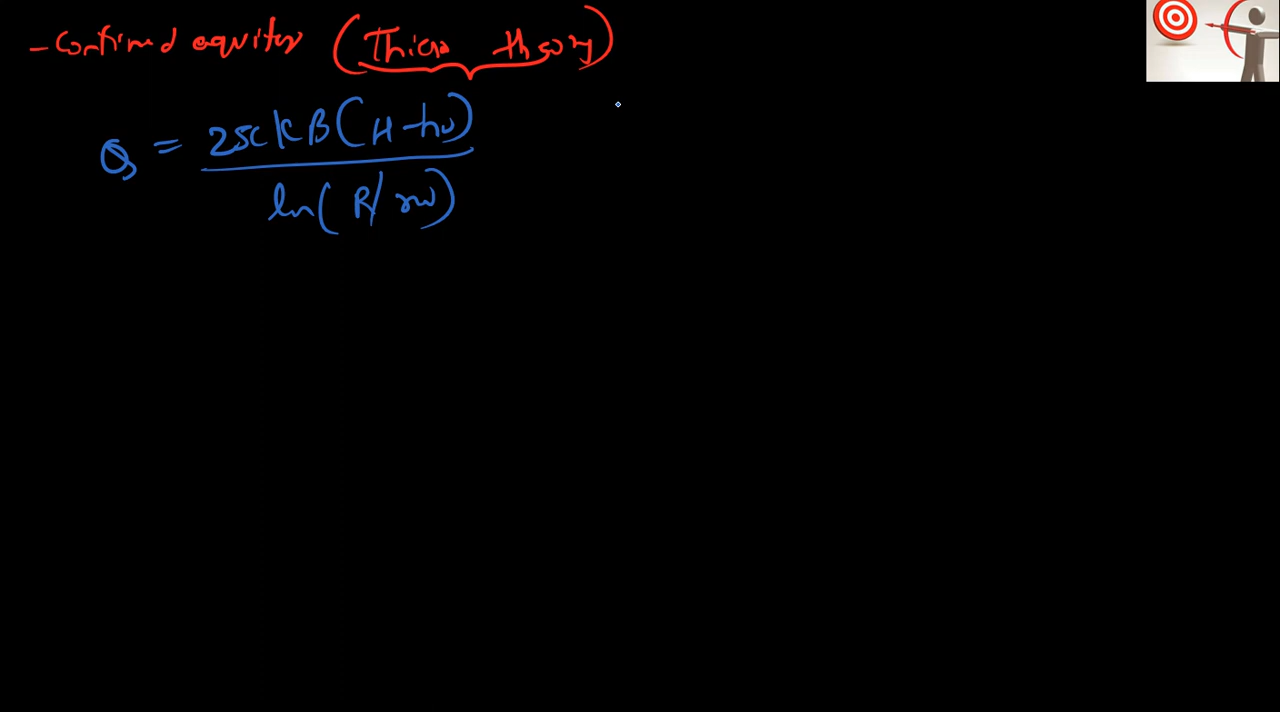 - Confined aquifer (Thiem theory)
Q = 2πKB(H-hw)
ln(R/rw)